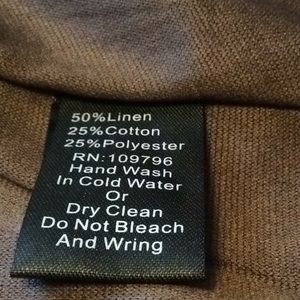 50%Linen
25%Cotton
25%Polyester
RN:109796
Hand Wash
In Cold Water
Or
Dry Clean
Do Not Bleach
And Wring